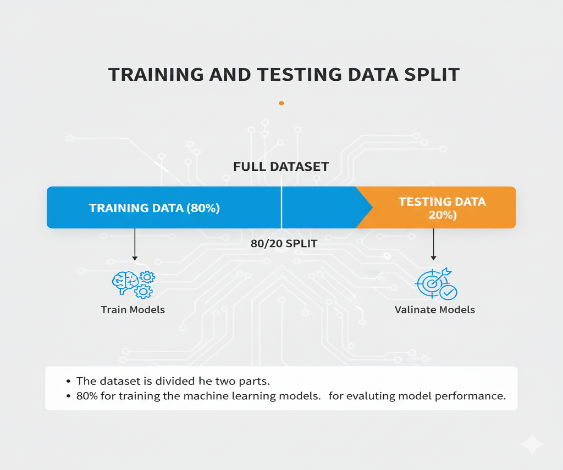 TRAINING AND TESTING DATA SPLIT
FULL DATASET
TRAINING DATA (80%)
TESTING DATA
20%)
80/20 SPLIT
Train Models
Valinate Models
• The dataset is divided he two parts.
• 80% for training the machine learning models.  for evaluting model performance.